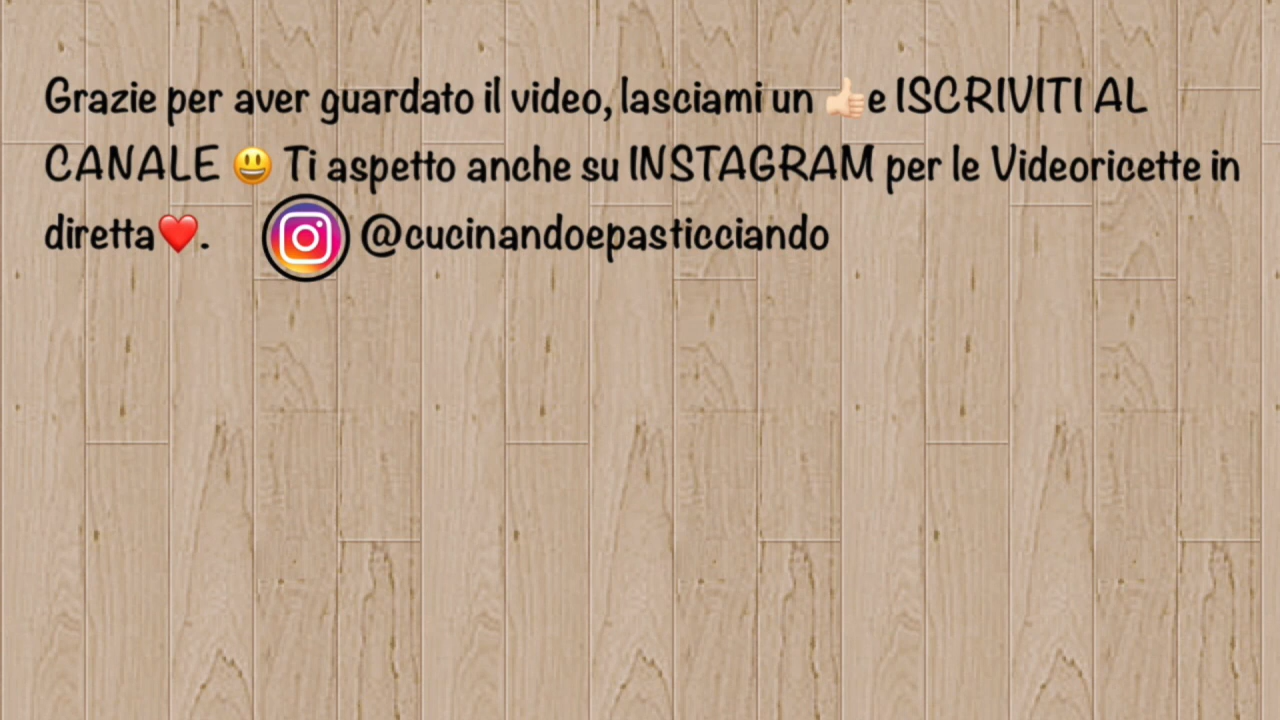 Grazie per aver guardato il video, lasciami un 👍🏻e ISCRIVITI AL
CANALE 😃 Ti aspetto anche su INSTAGRAM per le Videoricette in
diretta❤️. @cucinandoepasticciando